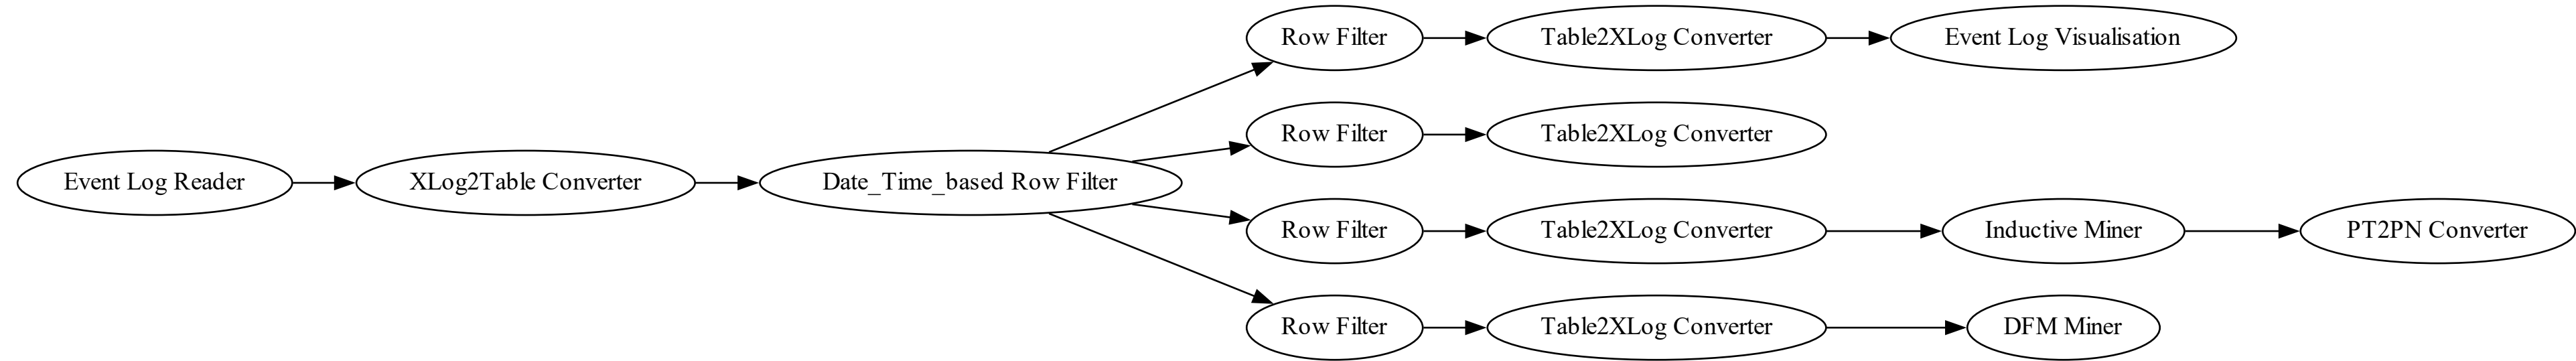 Row Filter
Table2XLog Converter
Event Log Visualisation
Row Filter
Table2XLog Converter
Event Log Reader
XLog2Table Converter
Date_Time_based Row Filter
Row Filter
Table2XLog Converter
Inductive Miner
PT2PN Converter
Row Filter
Table2XLog Converter
DFM Miner